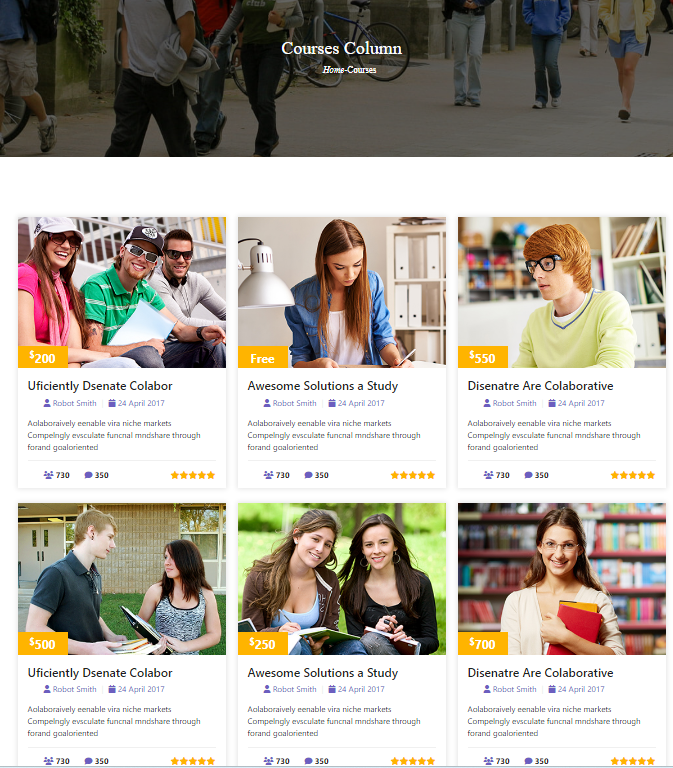 Courses Column
Home-Courses
$200
Free
$550
Uficiently Dsenate Colabor
Awesome Solutions a Study
Disenatre Are Colaborative
Robot Smith | 24 April 2017
Robot Smith | 24 April 2017
Robot Smith | 24 April 2017
Aolaboraively eenable vira niche markets
Compelngly evsculate funcnal mndshare through
forand goaloriented
Aolaboraively eenable vira niche markets
Compelngly evsculate funcnal mndshare through
forand goaloriented
Aolaboraively eenable vira niche markets
Compelngly evsculate funcnal mndshare through
forand goaloriented
730 350
730 350
730 350
$500
$250
$700
Uficiently Dsenate Colabor
Awesome Solutions a Study
Disenatre Are Colaborative
Robot Smith | 24 April 2017
Robot Smith | 24 April 2017
Robot Smith | 24 April 2017
Aolaboraively eenable vira niche markets
Compelngly evsculate funcnal mndshare through
forand goaloriented
Aolaboraively eenable vira niche markets
Compelngly evsculate funcnal mndshare through
forand goaloriented
Aolaboraively eenable vira niche markets
Compelngly evsculate funcnal mndshare through
forand goaloriented
730 350
730 350
730 350